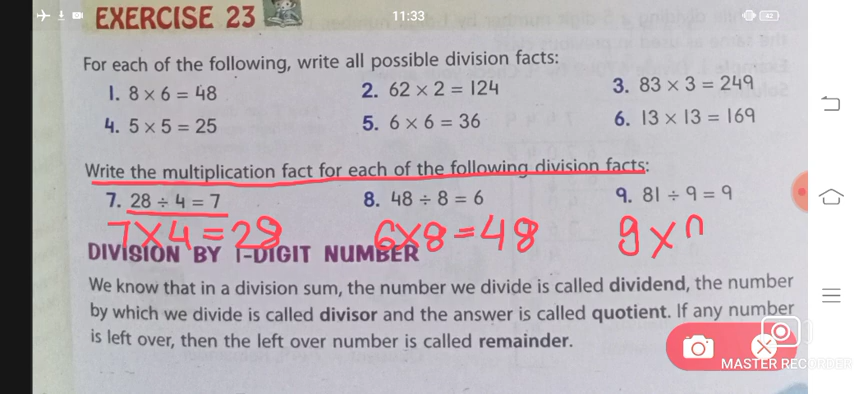 11:33
EXERCISE 23
For each of the following, write all possible division facts:
1. 8 × 6 = 48 2. 62 × 2 = 124 3. 83 × 3 = 249
4. 5 × 5 = 25 5. 6 × 6 = 36 6. 13 × 13 = 169
Write the multiplication fact for each of the following division facts:
7. 28 ÷ 4 = 7 8. 48 ÷ 8 = 6 9. 81 ÷ 9 = 9
7×4=28 6×8=48 9×
DIVISION BY 1-DIGIT NUMBER
We know that in a division sum, the number we divide is called dividend, the number
by which we divide is called divisor and the answer is called quotient. If any number
is left over, then the left over number is called remainder.
MASTER RECORDER